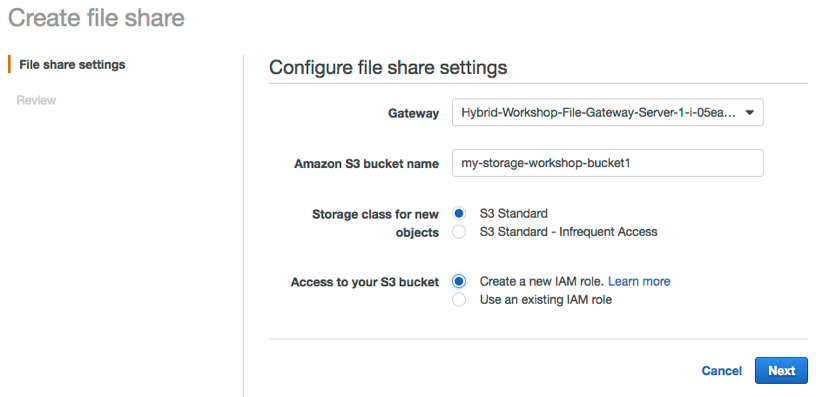 Create file share
File share settings
Review
Configure file share settings
Gateway
Hybrid-Workshop-File-Gateway-Server-1-i-05ea...
Amazon S3 bucket name
my-storage-workshop-bucket1
Storage class for new
objects
S3 Standard
S3 Standard - Infrequent Access
Access to your S3 bucket
Create a new IAM role. Learn more
Use an existing IAM role
Cancel
Next